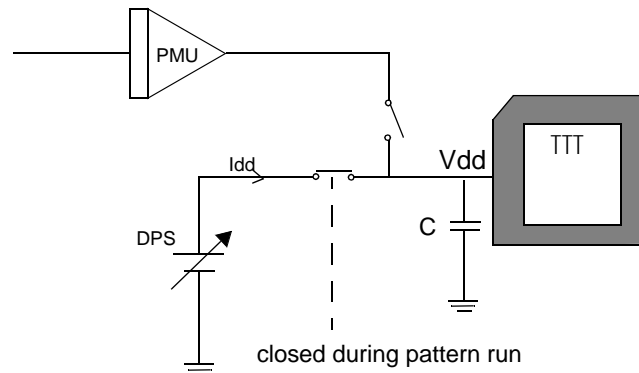 PMU
Vdd
TTT
Idd
C
DPS
closed during pattern run